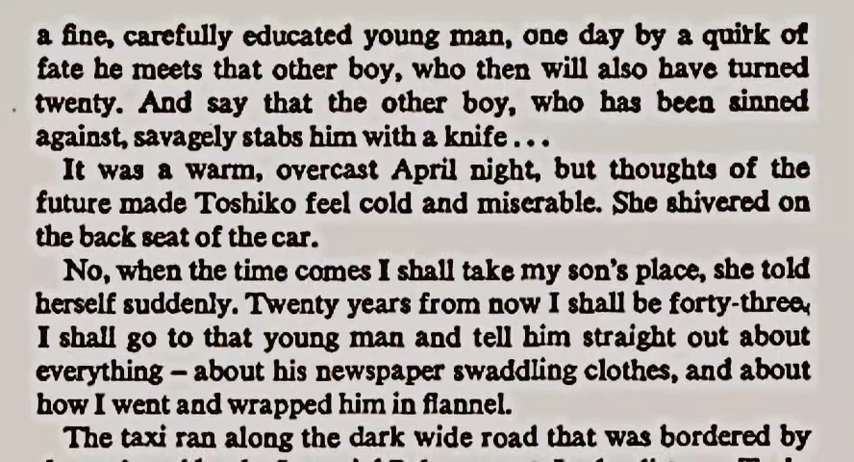 a fine, carefully educated young man, one day by a quirk of
fate he meets that other boy, who then will also have turned
twenty. And say that the other boy, who has been sinned
against, savagely stabs him with a knife . . .
It was a warm, overcast April night, but thoughts of the
future made Toshiko feel cold and miserable. She shivered on
the back seat of the car.
No, when the time comes I shall take my son's place, she told
herself suddenly. Twenty years from now I shall be forty-three,
I shall go to that young man and tell him straight out about
everything – about his newspaper swaddling clothes, and about
how I went and wrapped him in flannel.
The taxi ran along the dark wide road that was bordered by